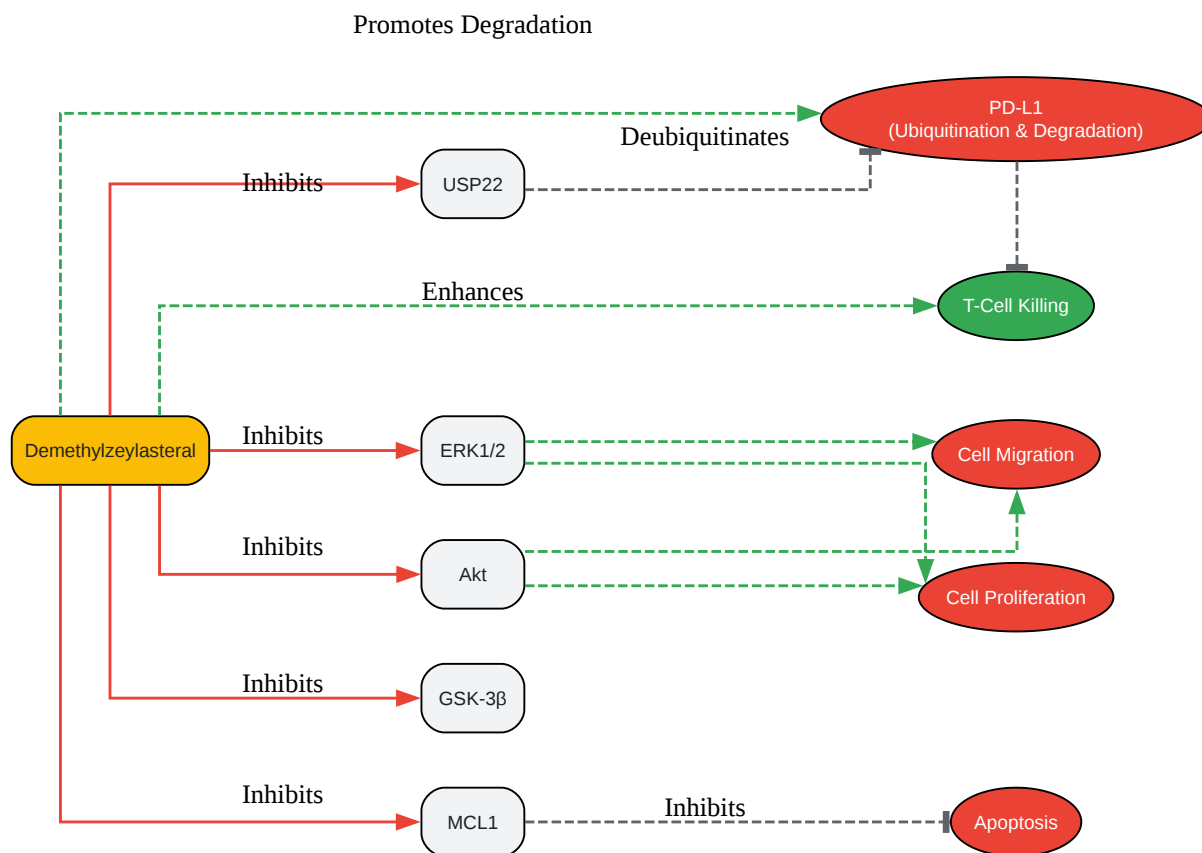 Promotes Degradation
PD-L1
(Ubiquitination & Degradation)
Deubiquitinates
Inhibits
USP22
Enhances
T-Cell Killing
Inhibits
Demethylzeylasteral
ERK1/2
Cell Migration
Inhibits
Akt
Cell Proliferation
Inhibits
GSK-3β
Inhibits
MCL1
Inhibits
Apoptosis